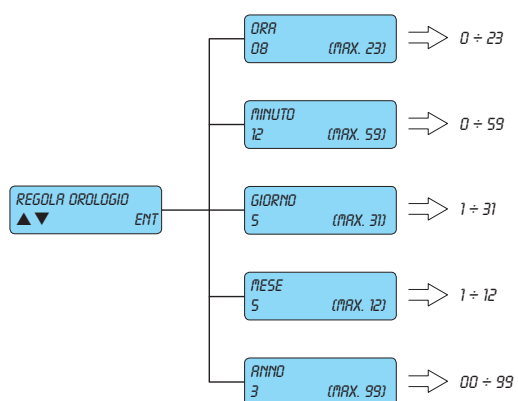 ORA
08 (MAX. 23)
0 ÷ 23
MINUTO
12 (MAX. 59)
0 ÷ 59
REGOLA OROLOGIO
▲ ▼ ENT
GIORNO
5 (MAX. 31)
1 ÷ 31
MESE
5 (MAX. 12)
1 ÷ 12
ANNO
3 (MAX. 99)
00 ÷ 99